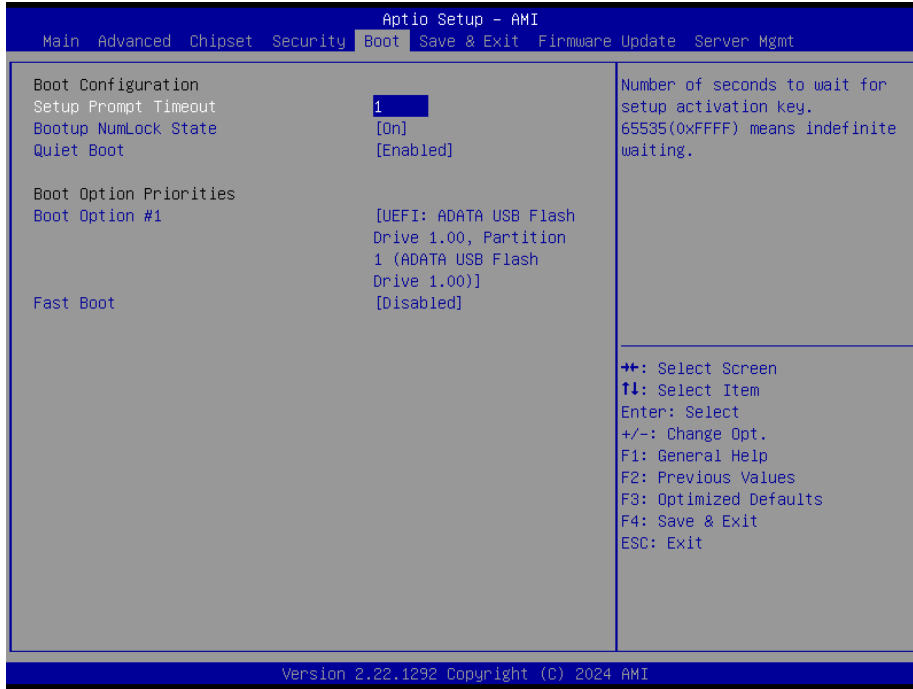 Aptio Setup – AMI
Main Advanced Chipset Security Boot Save & Exit Firmware Update Server Mgmt
Boot Configuration
Setup Prompt Timeout 1
Bootup NumLock State [On]
Quiet Boot [Enabled]
Boot Option Priorities
Boot Option #1 [UEFI: ADATA USB Flash
Drive 1.00, Partition
1 (ADATA USB Flash
Drive 1.00)]
Fast Boot [Disabled]
Number of seconds to wait for
setup activation key.
65535(0xFFFF) means indefinite
waiting.
→←: Select Screen
↑↓: Select Item
Enter: Select
+/-: Change Opt.
F1: General Help
F2: Previous Values
F3: Optimized Defaults
F4: Save & Exit
ESC: Exit
Version 2.22.1292 Copyright (C) 2024 AMI